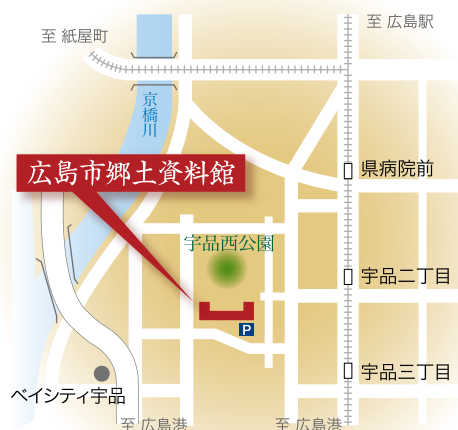 至 広島駅
至 紙屋町
京橋川
県病院前
広島市郷土資料館
宇品西公園
宇品二丁目
P
宇品三丁目
ベイシティ宇品
至 広島港
至 広島港